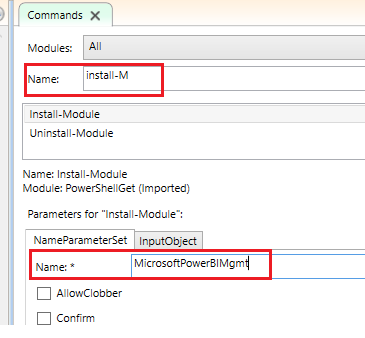 Commands
Modules: All
Name: install-M
Install-Module
Uninstall-Module
Name: Install-Module
Module: PowerShellGet (Imported)
Parameters for "Install-Module":
NameParameterSet InputObject
Name: * MicrosoftPowerBIMgmt
AllowClobber
Confirm